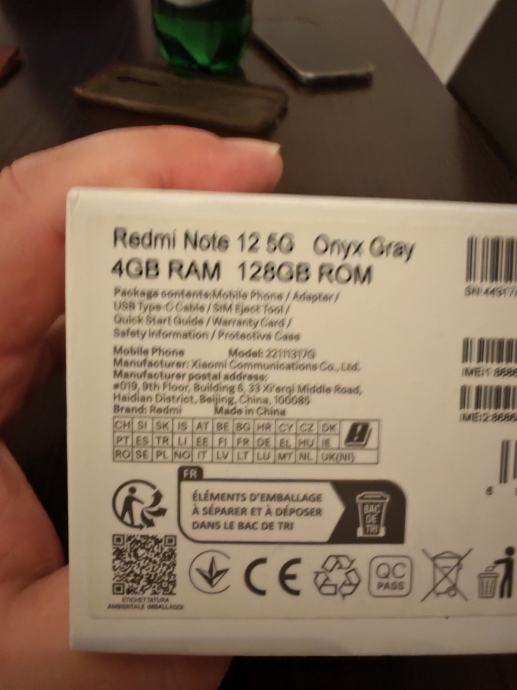 Redmi Note 12 5G Onyx Gray
4GB RAM 128GB ROM
Package contents:Mobile Phone / Adapter /
USB Type-C Cable / SIM Eject Tool /
Quick Start Guide / Warranty Card /
Safety Information / Protective Case
Mobile Phone Model: 22111317G
Manufacturer: Xiaomi Communications Co., Ltd.
Manufacturer postal address:
#019, 9th Floor, Building 6, 33 Xi'erqi Middle Road,
Haidian District, Beijing, China, 100085
Brand: Redmi Made in China
CH SI SK IS AT BE BG HR CY CZ DK
PT ES TR LI EE FI FR DE EL HU IE
RO SE PL NO IT LV LT LU MT NL UK(NI)
FR
ÉLÉMENTS D'EMBALLAGE
À SÉPARER ET À DÉPOSER
DANS LE BAC DE TRI
BAC
DE
TRI
ETICHETTATURA
AMBIENTALE IMBALLAGGI
CE
QC
PASS
SN:
IMEI1:
IMEI2:
6